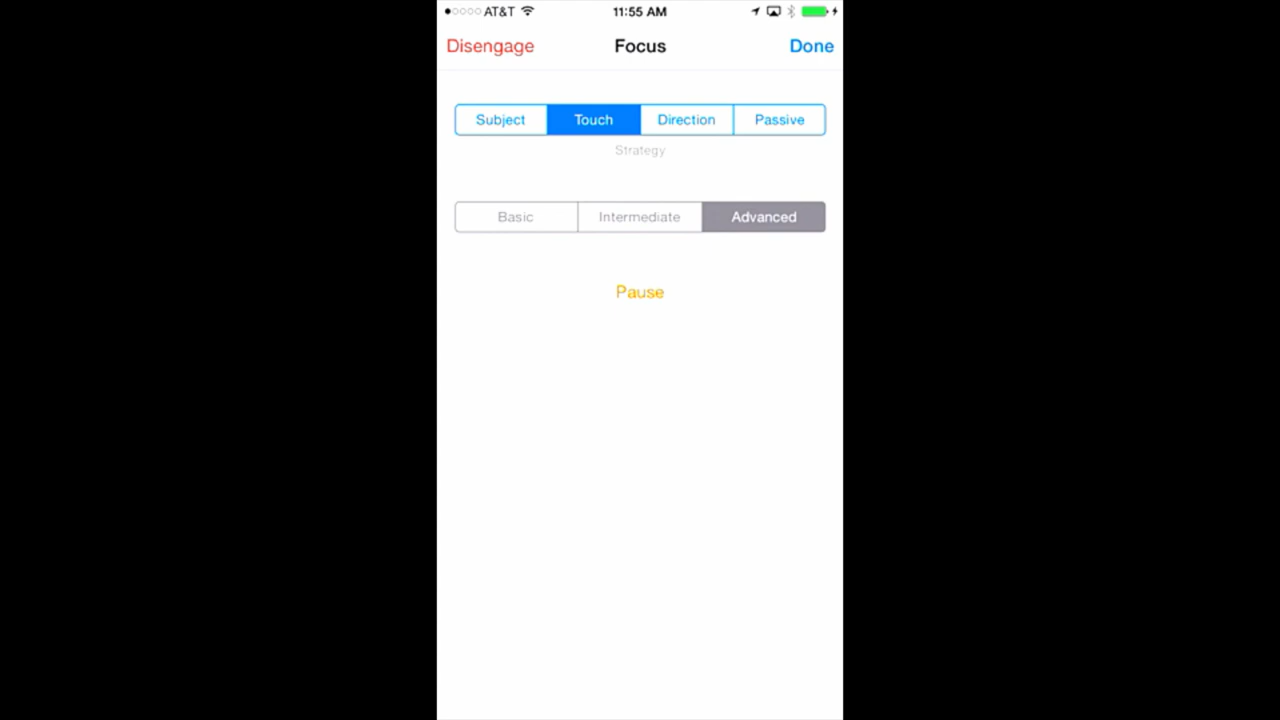 AT&T 11:55 AM
Disengage Focus Done
Subject Touch Direction Passive
Strategy
Basic Intermediate Advanced
Pause